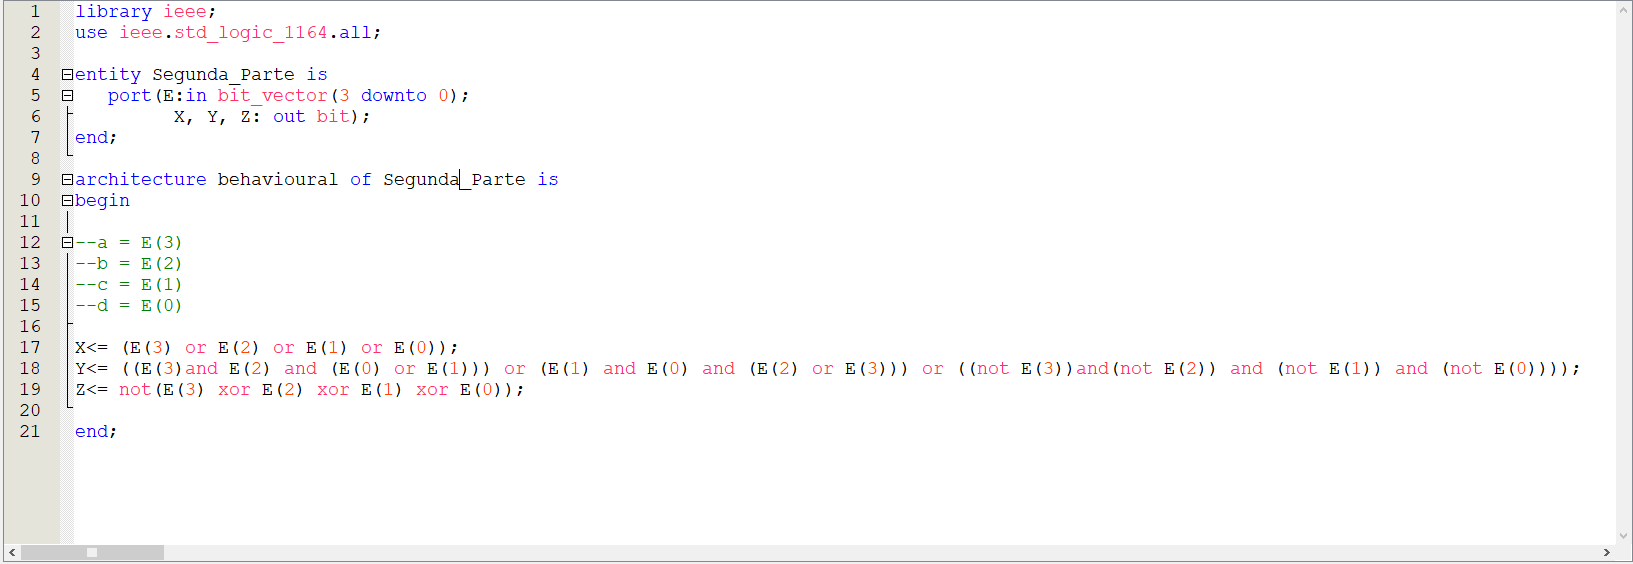 1 library ieee;
2 use ieee.std_logic_1164.all;
3
4 entity Segunda_Parte is
5 port(E:in bit_vector(3 downto 0);
6 X, Y, Z: out bit);
7 end;
8
9 architecture behavioural of Segunda_Parte is
10 begin
11
12 --a = E(3)
13 --b = E(2)
14 --c = E(1)
15 --d = E(0)
16
17 X<= (E(3) or E(2) or E(1) or E(0));
18 Y<= ((E(3)and E(2) and (E(0) or E(1))) or (E(1) and E(0) and (E(2) or E(3))) or ((not E(3))and(not E(2)) and (not E(1)) and (not E(0))));
19 Z<= not(E(3) xor E(2) xor E(1) xor E(0));
20
21 end;